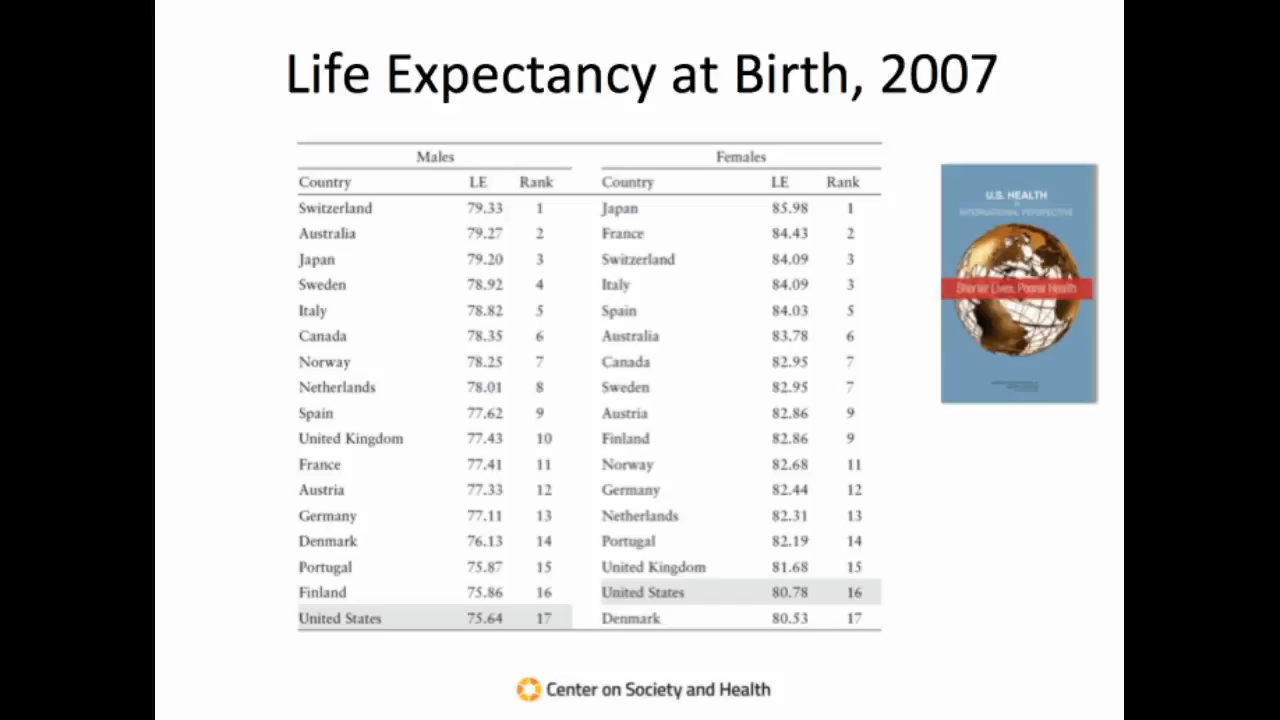 Life Expectancy at Birth, 2007
Males Females
Country LE Rank Country LE Rank
Switzerland 79.33 1 Japan 85.98 1
Australia 79.27 2 France 84.43 2
Japan 79.20 3 Switzerland 84.09 3
Sweden 78.92 4 Italy 84.09 3
Italy 78.82 5 Spain 84.03 5
Canada 78.35 6 Australia 83.78 6
Norway 78.25 7 Canada 82.95 7
Netherlands 78.01 8 Sweden 82.95 7
Spain 77.62 9 Austria 82.86 9
United Kingdom 77.43 10 Finland 82.86 9
France 77.41 11 Norway 82.68 11
Austria 77.33 12 Germany 82.44 12
Germany 77.11 13 Netherlands 82.31 13
Denmark 76.13 14 Portugal 82.19 14
Portugal 75.87 15 United Kingdom 81.68 15
Finland 75.86 16 United States 80.78 16
United States 75.64 17 Denmark 80.53 17
U.S. HEALTH
INTERNATIONAL PERSPECTIVE
Shorter Lives, Poorer Health
Center on Society and Health